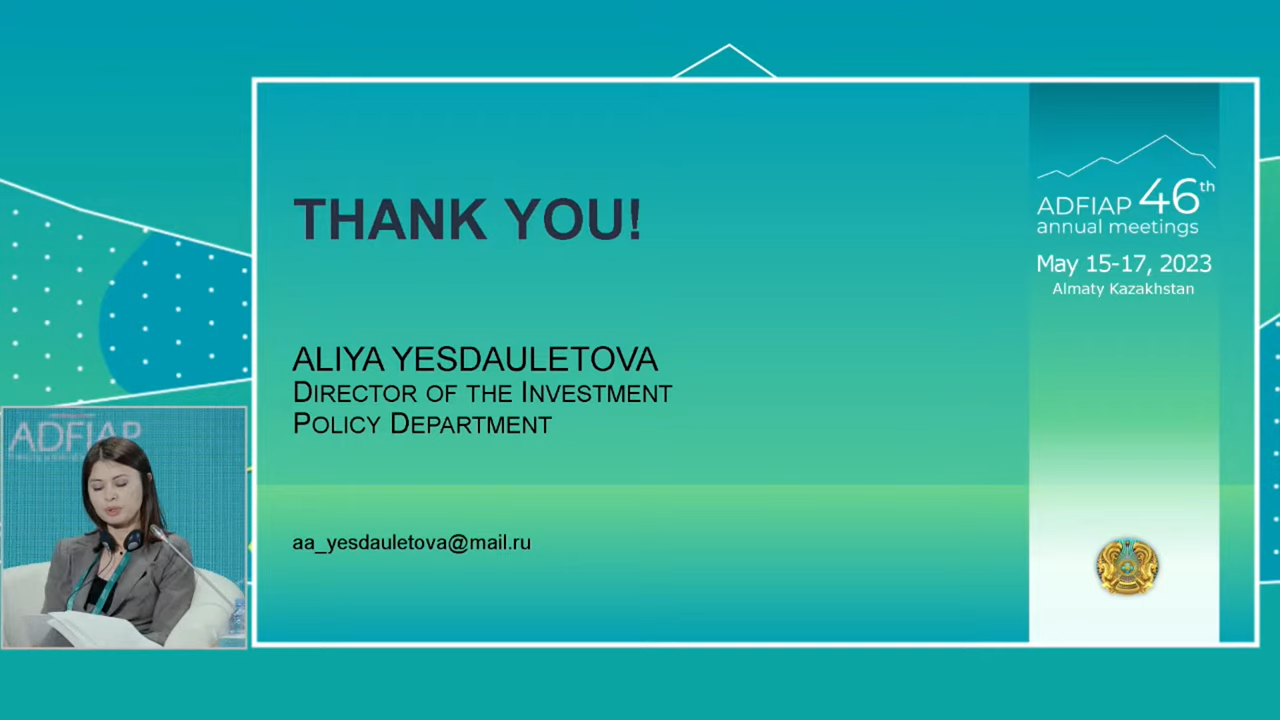 THANK YOU!
ALIYA YESDAULETOVA
DIRECTOR OF THE INVESTMENT
POLICY DEPARTMENT
aa_yesdauletova@mail.ru
ADFIAP 46th
annual meetings
May 15-17, 2023
Almaty Kazakhstan
ADFIAP